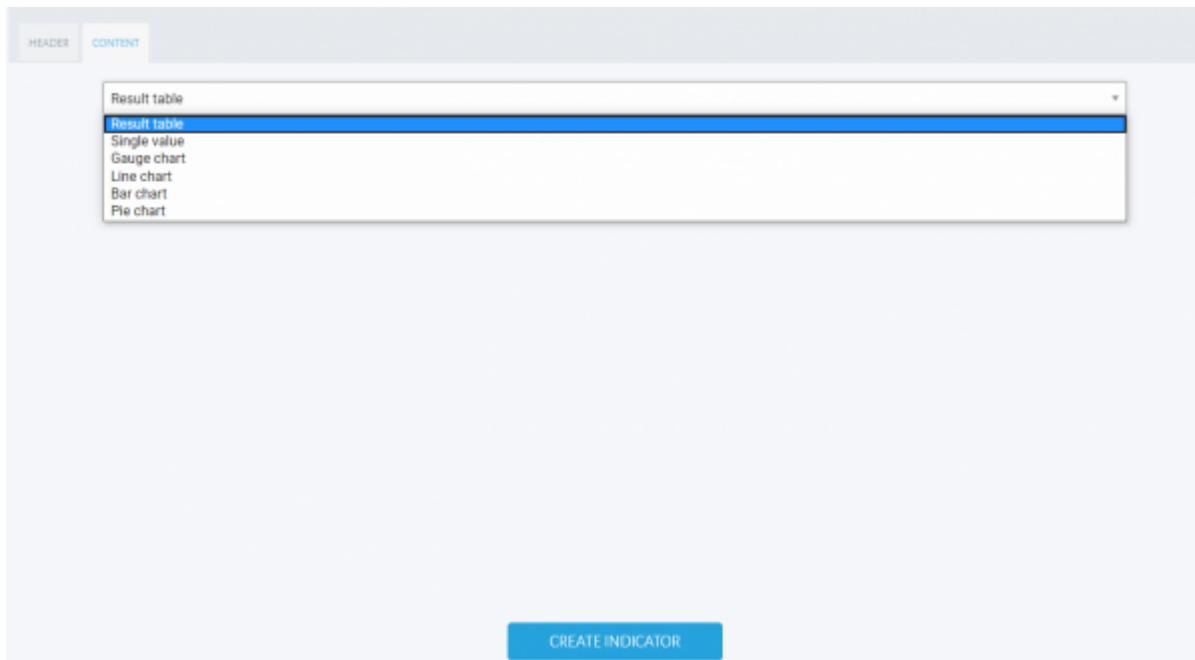 HEADER CONTENT
Result table
Result table
Single value
Gauge chart
Line chart
Bar chart
Pie chart
CREATE INDICATOR